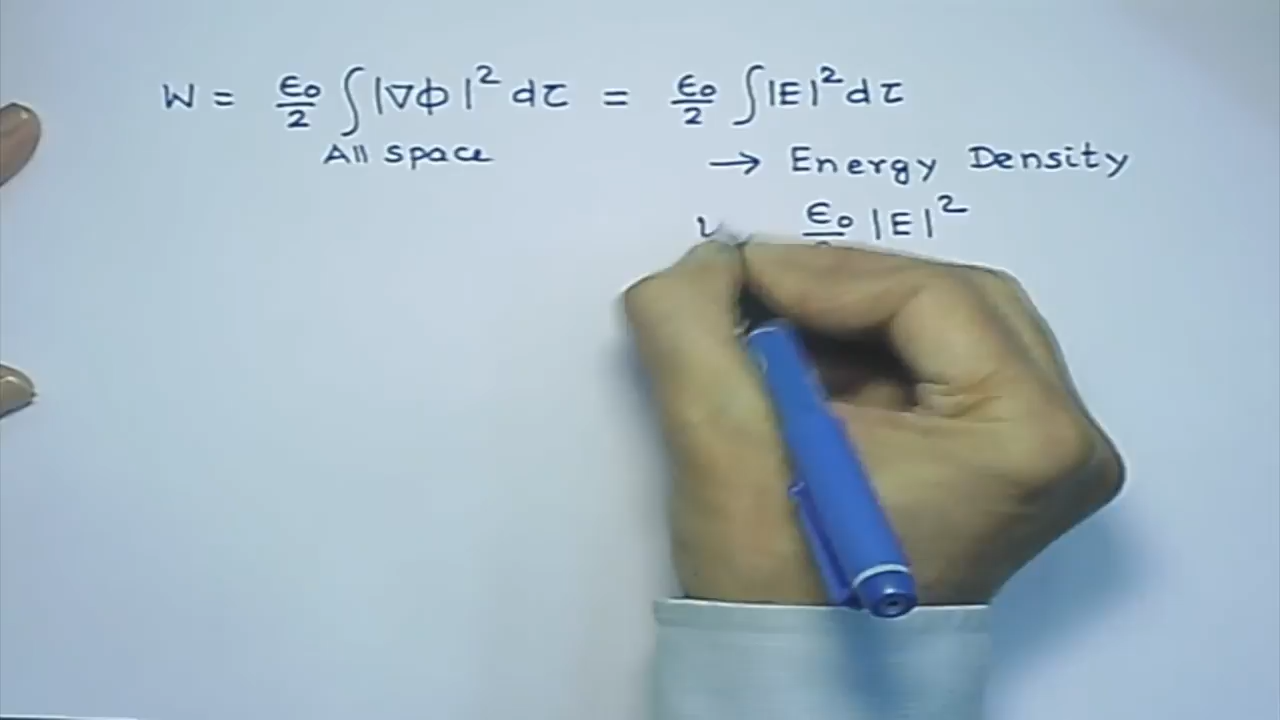 W = ε₀/2 ∫|∇ϕ|² dτ = ε₀/2 ∫|E|² dτ
All space
→ Energy Density
ε₀ |E|²